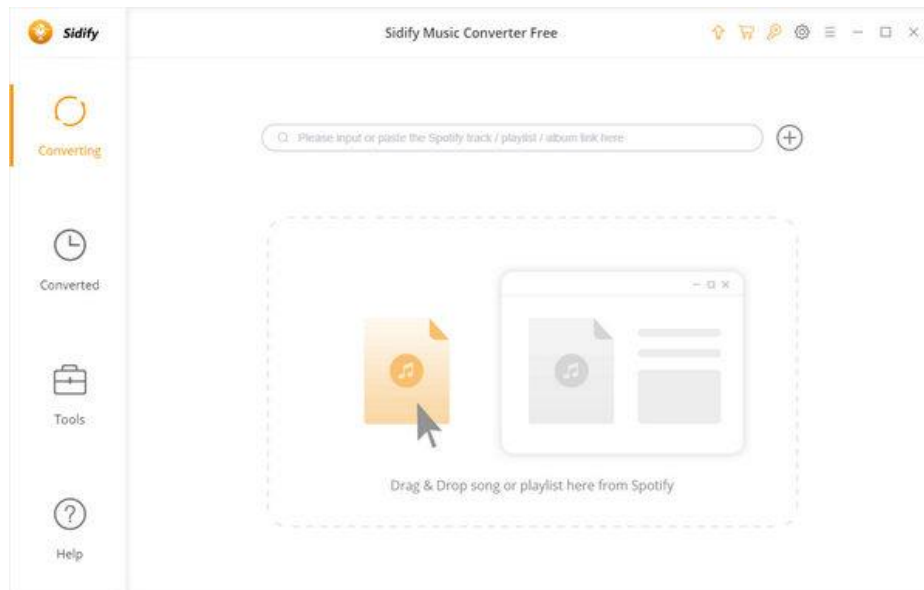 Sidify
Sidify Music Converter Free
Converting
Please input or paste the Spotify track / playlist / album link here
Converted
Tools
Drag & Drop song or playlist here from Spotify
Help